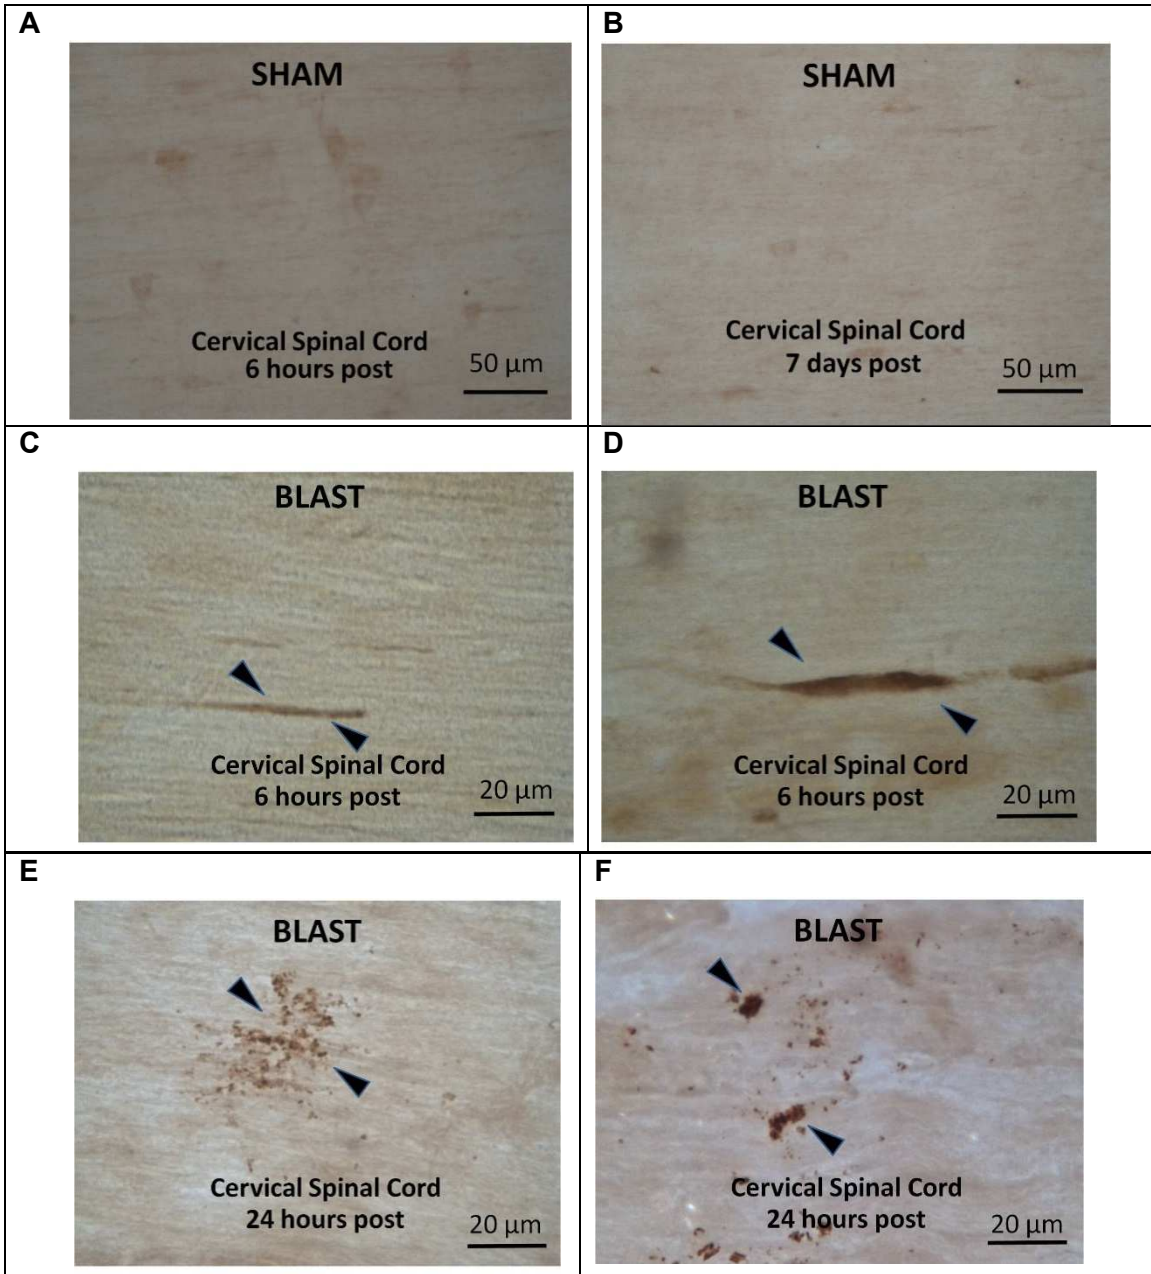 A
SHAM
Cervical Spinal Cord
6 hours post
50 µm
B
SHAM
Cervical Spinal Cord
7 days post
50 µm
C
BLAST
Cervical Spinal Cord
6 hours post
20 µm
D
BLAST
Cervical Spinal Cord
6 hours post
20 µm
E
BLAST
Cervical Spinal Cord
24 hours post
20 µm
F
BLAST
Cervical Spinal Cord
24 hours post
20 µm